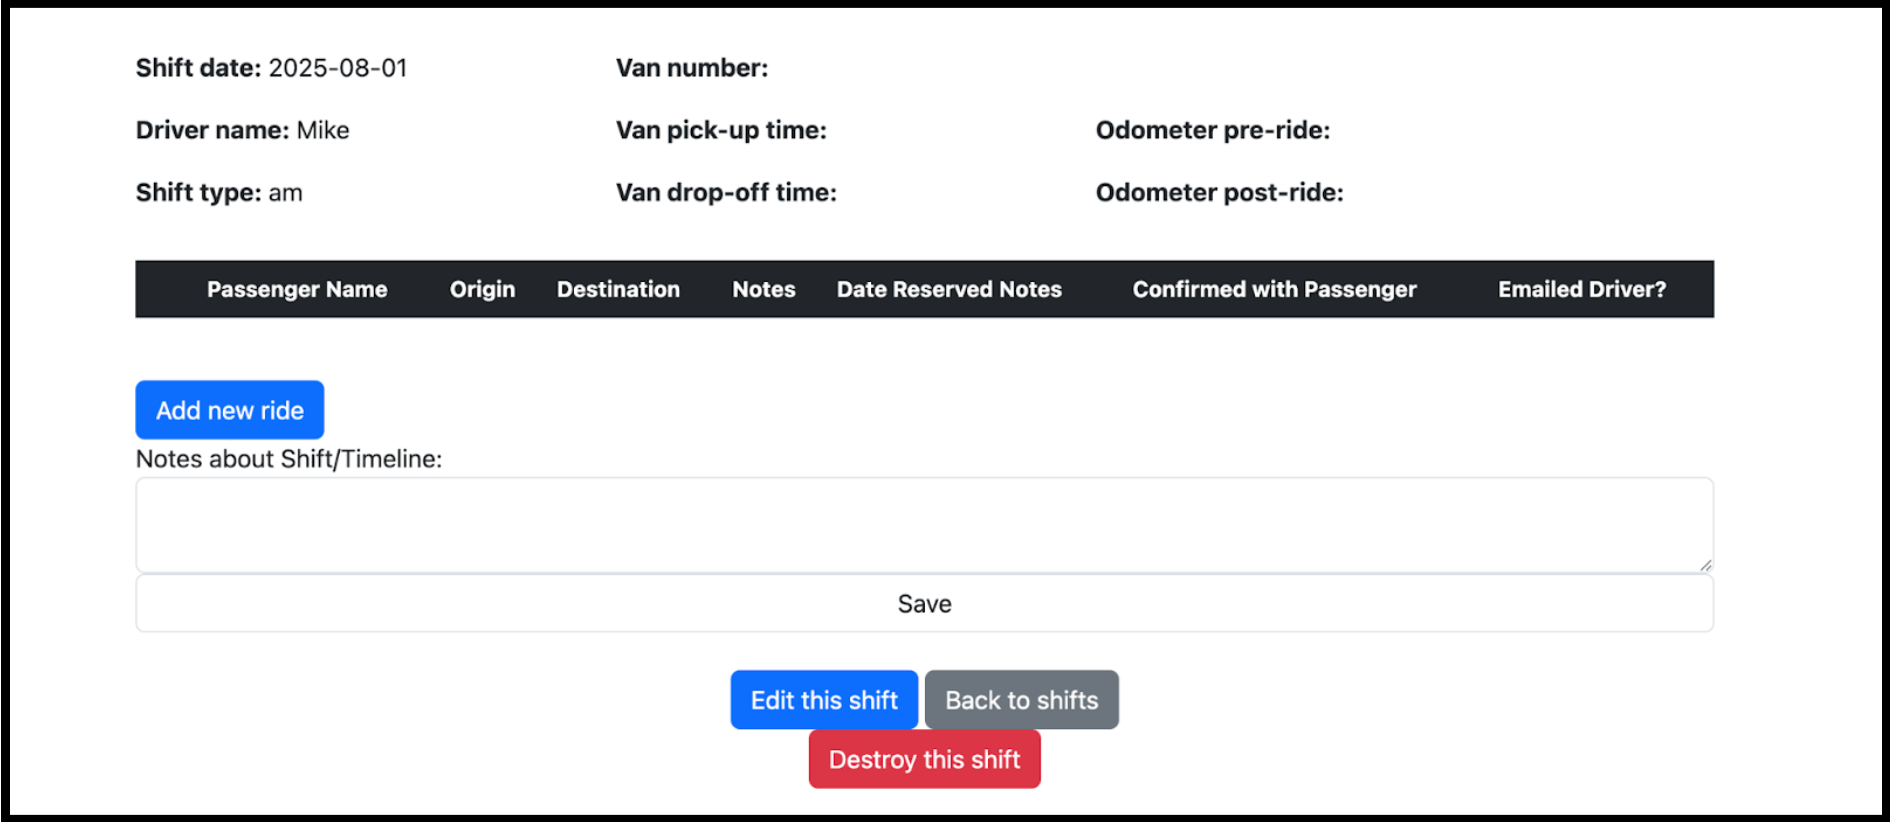 Shift date: 2025-08-01 Van number:
Driver name: Mike Van pick-up time: Odometer pre-ride:
Shift type: am Van drop-off time: Odometer post-ride:
Passenger Name Origin Destination Notes Date Reserved Notes Confirmed with Passenger Emailed Driver?
Add new ride
Notes about Shift/Timeline:
Save
Edit this shift Back to shifts
Destroy this shift